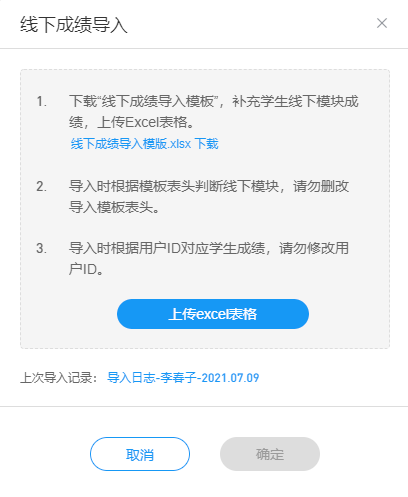 线下成绩导入
1. 下载“线下成绩导入模板”，补充学生线下模块成
绩，上传Excel表格。
线下成绩导入模版.xlsx 下载
2. 导入时根据模板表头判断线下模块，请勿删改
导入模板表头。
3. 导入时根据用户ID对应学生成绩，请勿修改用
户ID。
上传excel表格
上次导入记录： 导入日志-李春子-2021.07.09
取消 确定